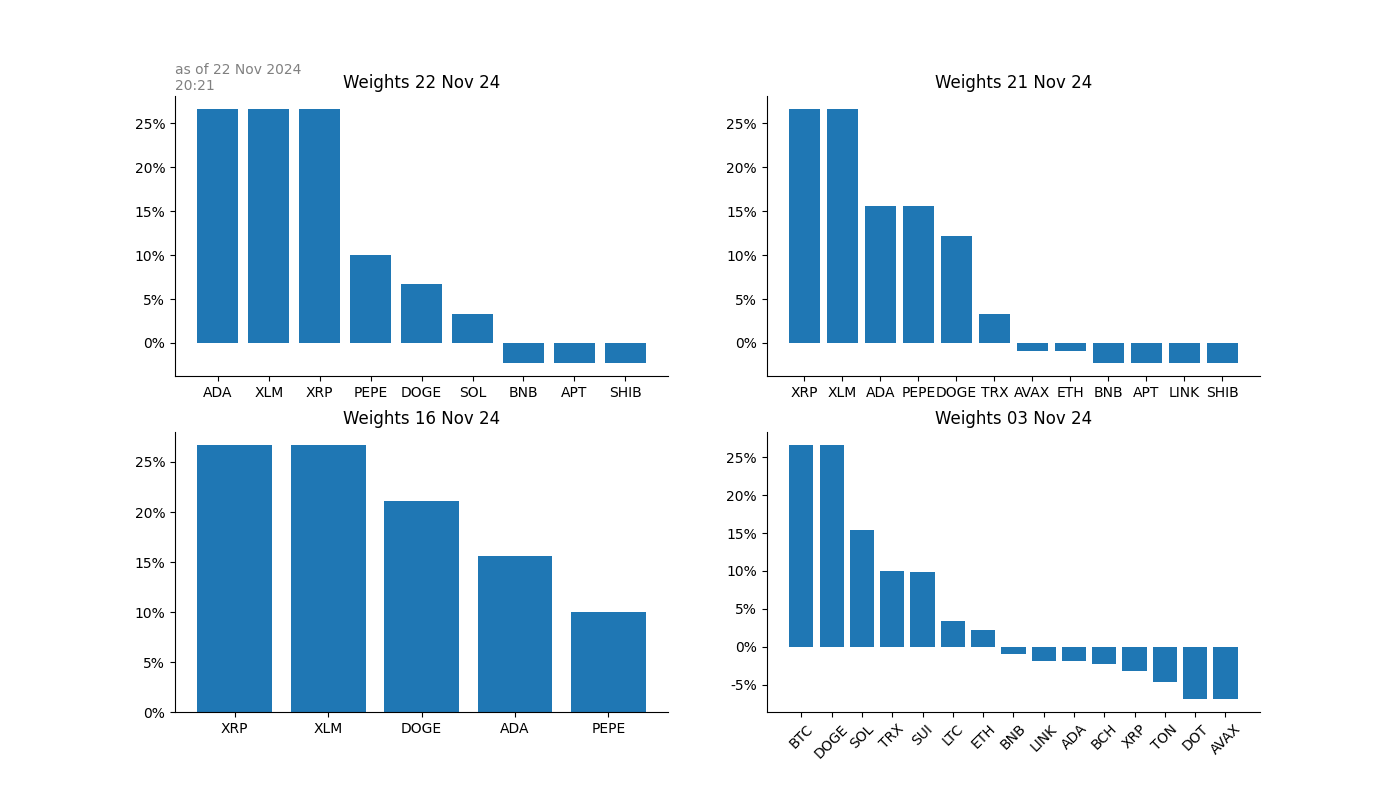 as of 22 Nov 2024
20:21
Weights 22 Nov 24
25%
20%
15%
10%
5%
0%
ADA XLM XRP PEPE DOGE SOL BNB APT SHIB
Weights 21 Nov 24
25%
20%
15%
10%
5%
0%
XRP XLM ADA PEPE DOGE TRX AVAX ETH BNB APT LINK SHIB
Weights 16 Nov 24
25%
20%
15%
10%
5%
0%
XRP XLM DOGE ADA PEPE
Weights 03 Nov 24
25%
20%
15%
10%
5%
0%
-5%
BTC DOGE SOL TRX SUI LTC ETH BNB LINK ADA BCH XRP TON DOT AVAX